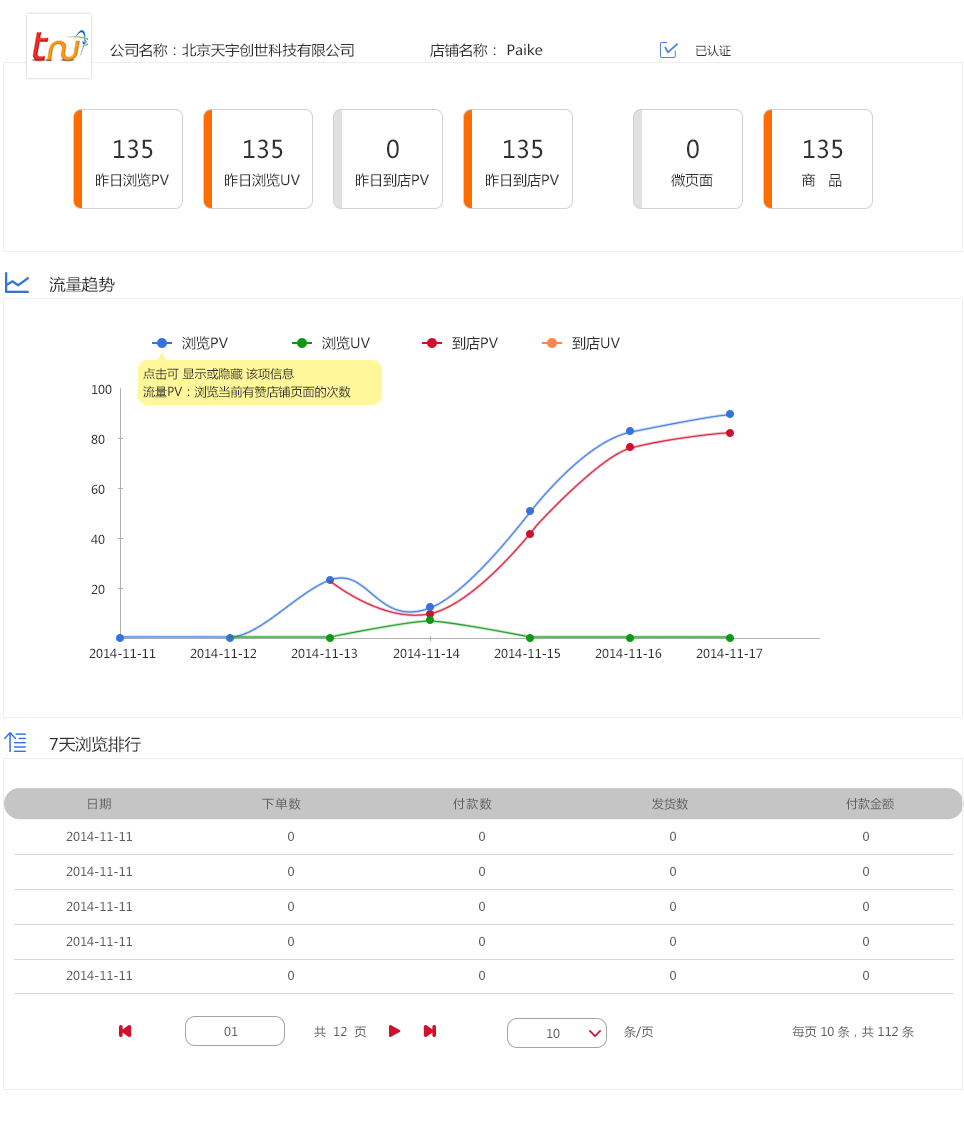 tnu
公司名称：北京天宇创世科技有限公司 店铺名称： Paike 已认证
135 135 0 135 0 135
昨日浏览PV 昨日浏览UV 昨日到店PV 昨日到店PV 微页面 商 品
流量趋势
浏览PV 浏览UV 到店PV 到店UV
点击可 显示或隐藏 该项信息
流量PV：浏览当前有赞店铺页面的次数
100
80
60
40
20
2014-11-11 2014-11-12 2014-11-13 2014-11-14 2014-11-15 2014-11-16 2014-11-17
7天浏览排行
日期 下单数 付款数 发货数 付款金额
2014-11-11 0 0 0 0
2014-11-11 0 0 0 0
2014-11-11 0 0 0 0
2014-11-11 0 0 0 0
2014-11-11 0 0 0 0
01 共 12 页 10 条/页 每页 10 条，共 112 条